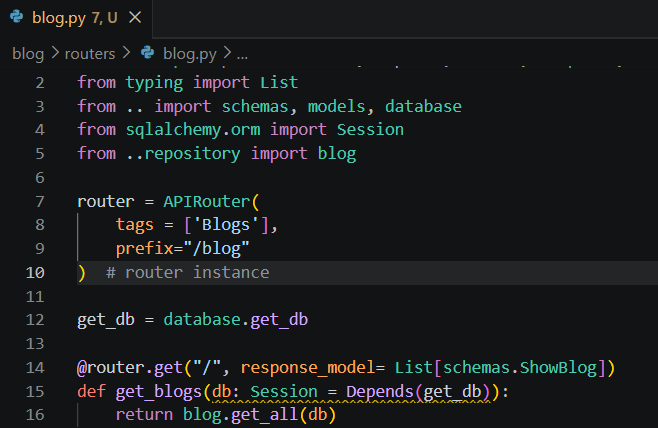 blog.py 7, U
blog > routers > blog.py > ...
2 from typing import List
3 from .. import schemas, models, database
4 from sqlalchemy.orm import Session
5 from ..repository import blog
6
7 router = APIRouter(
8     tags = ['Blogs'],
9     prefix="/blog"
10 )  # router instance
11
12 get_db = database.get_db
13
14 @router.get("/", response_model= List[schemas.ShowBlog])
15 def get_blogs(db: Session = Depends(get_db)):
16     return blog.get_all(db)